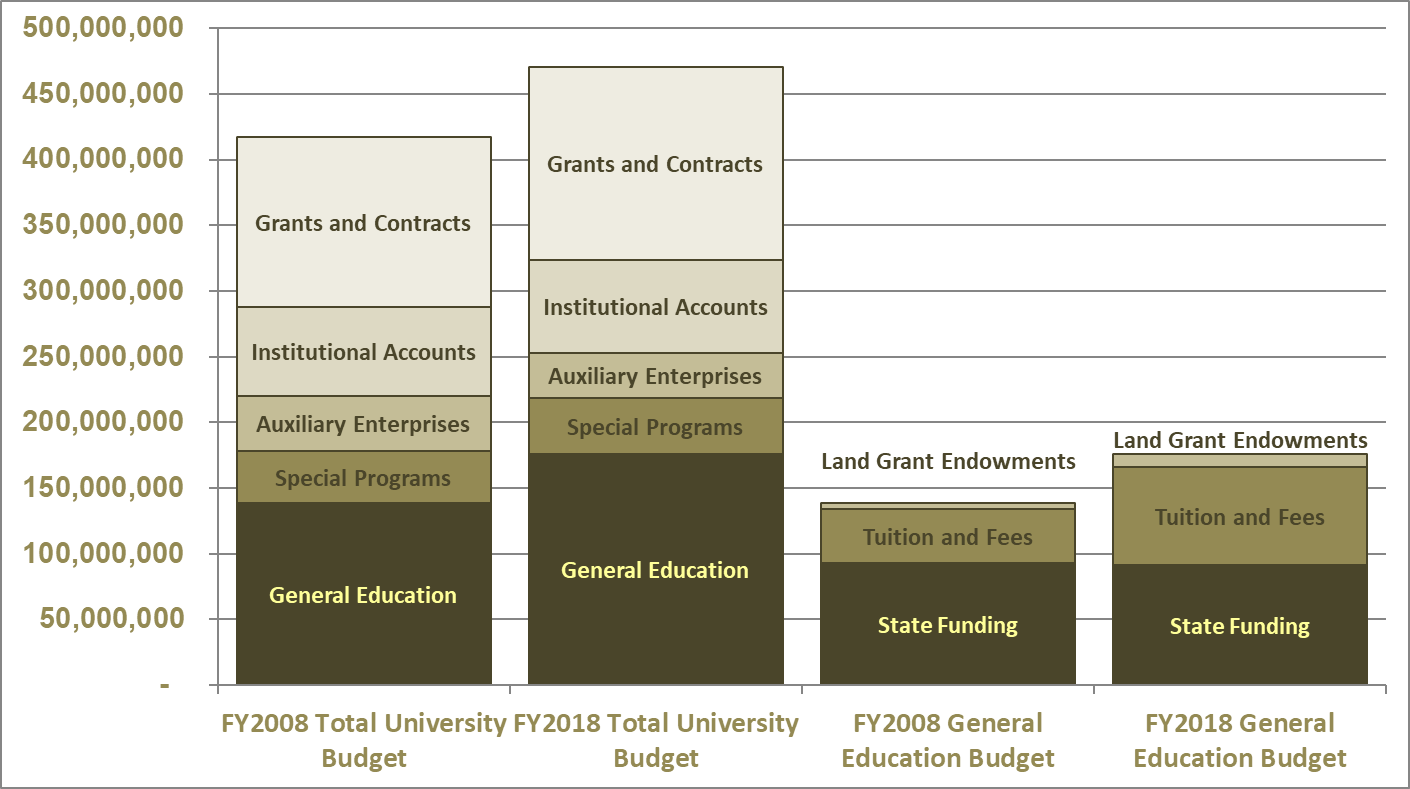 500,000,000
450,000,000
400,000,000
350,000,000
300,000,000
250,000,000
200,000,000
150,000,000
100,000,000
50,000,000
-
Grants and Contracts
Institutional Accounts
Auxiliary Enterprises
Special Programs
General Education
Grants and Contracts
Institutional Accounts
Auxiliary Enterprises
Special Programs
General Education
Land Grant Endowments
Tuition and Fees
State Funding
Land Grant Endowments
Tuition and Fees
State Funding
FY2008 Total University
Budget
FY2018 Total University
Budget
FY2008 General
Education Budget
FY2018 General
Education Budget